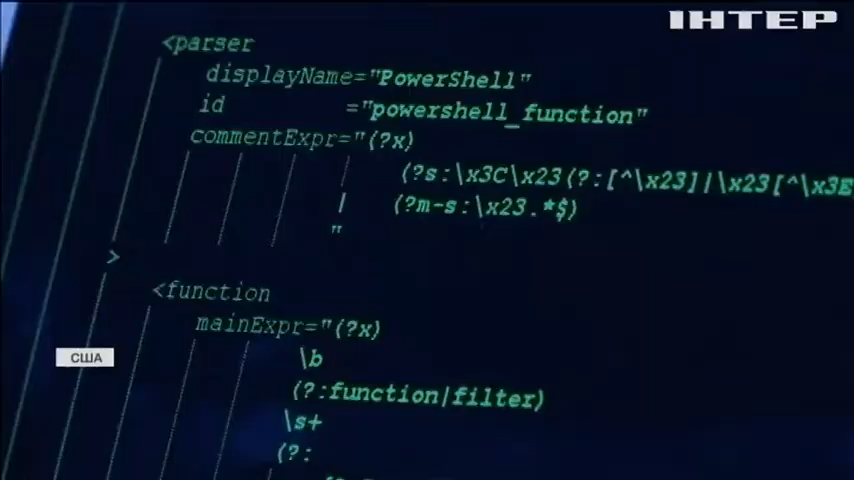 ІНТЕР
<parser
displayName="PowerShell"
id ="powershell_function"
commentExpr="(?x)
(?s:\x3C\x23(?:[^\x23]|\x23[^\x3E
| (?m-s:\x23.*$)
"
>
<function
mainExpr="(?x)
США
\b
(?:function|filter)
\s+
(?: